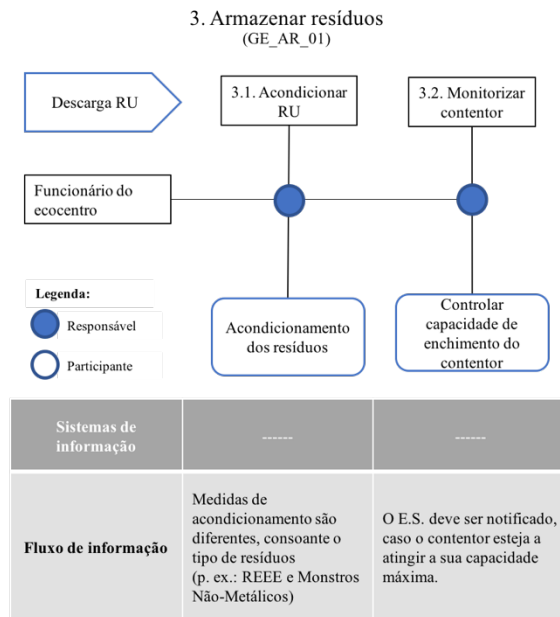 3. Armazenar resíduos
(GE_AR_01)
Descarga RU
3.1. Acondicionar
RU
3.2. Monitorizar
contentor
Funcionário do
ecocentro
Legenda:
Responsável
Participante
Acondicionamento
dos resíduos
Controlar
capacidade de
enchimento do
contentor
Sistemas de
informação
------
------
Fluxo de informação
Medidas de
acondicionamento são
diferentes, consoante o
tipo de resíduos
(p. ex.: REEE e Monstros
Não-Metálicos)
O E.S. deve ser notificado,
caso o contentor esteja a
atingir a sua capacidade
máxima.